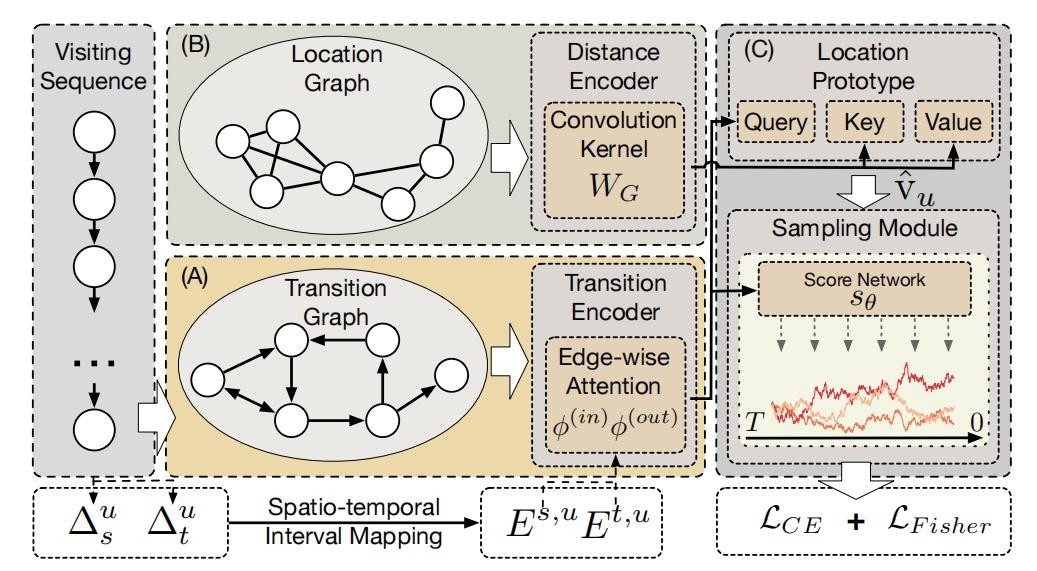 Visiting
Sequence
...
(B)
Location
Graph
Distance
Encoder
Convolution
Kernel
W_G
(A)
Transition
Graph
Transition
Encoder
Edge-wise
Attention
ϕ^(in) ϕ^(out)
(C)
Location
Prototype
Query Key Value
v̂_u
Sampling Module
Score Network
s_θ
T 0
Δ_s^u Δ_t^u
Spatio-temporal
Interval Mapping
E^{s,u} E^{t,u}
ℒ_CE + ℒ_Fisher